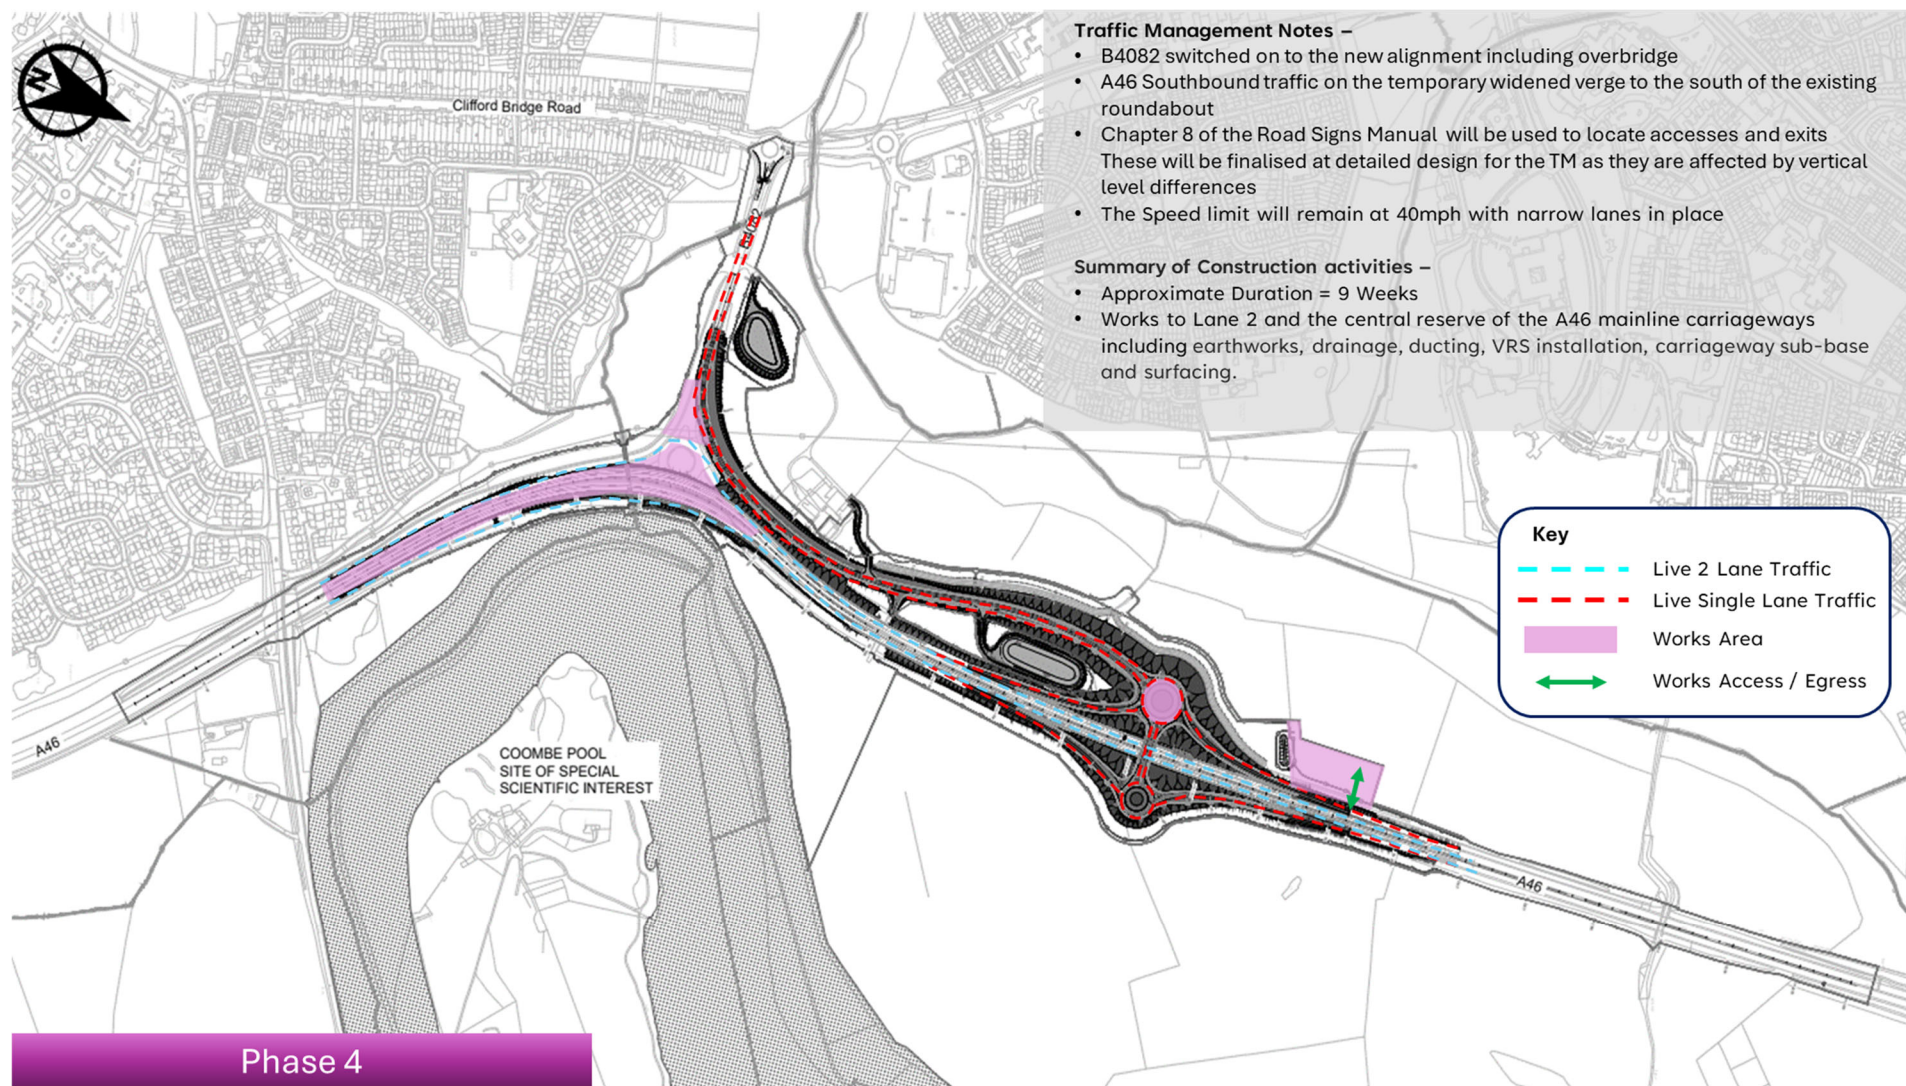 Traffic Management Notes –
• B4082 switched on to the new alignment including overbridge
• A46 Southbound traffic on the temporary widened verge to the south of the existing
roundabout
• Chapter 8 of the Road Signs Manual will be used to locate accesses and exits
These will be finalised at detailed design for the TM as they are affected by vertical
level differences
• The Speed limit will remain at 40mph with narrow lanes in place
Summary of Construction activities –
• Approximate Duration = 9 Weeks
• Works to Lane 2 and the central reserve of the A46 mainline carriageways
including earthworks, drainage, ducting, VRS installation, carriageway sub-base
and surfacing.
N
Clifford Bridge Road
Key
Live 2 Lane Traffic
Live Single Lane Traffic
Works Area
Works Access / Egress
A46
COOMBE POOL
SITE OF SPECIAL
SCIENTIFIC INTEREST
A46
Phase 4